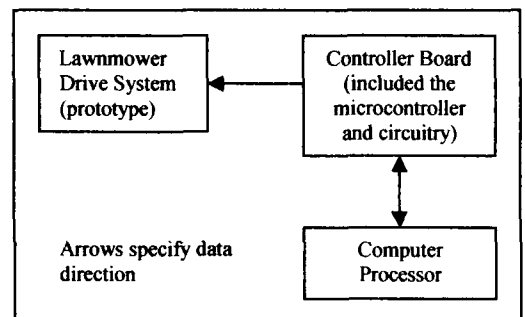 Lawnmower
Drive System
(prototype)
Controller Board
(included the
microcontroller
and circuitry)
Arrows specify data
direction
Computer
Processor